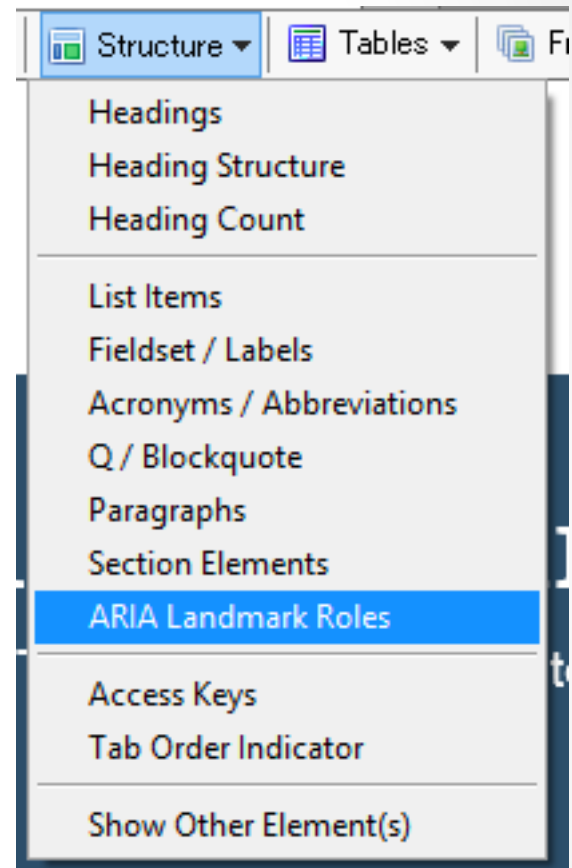 Structure Tables
Headings
Heading Structure
Heading Count
List Items
Fieldset / Labels
Acronyms / Abbreviations
Q / Blockquote
Paragraphs
Section Elements
ARIA Landmark Roles
Access Keys
Tab Order Indicator
Show Other Element(s)